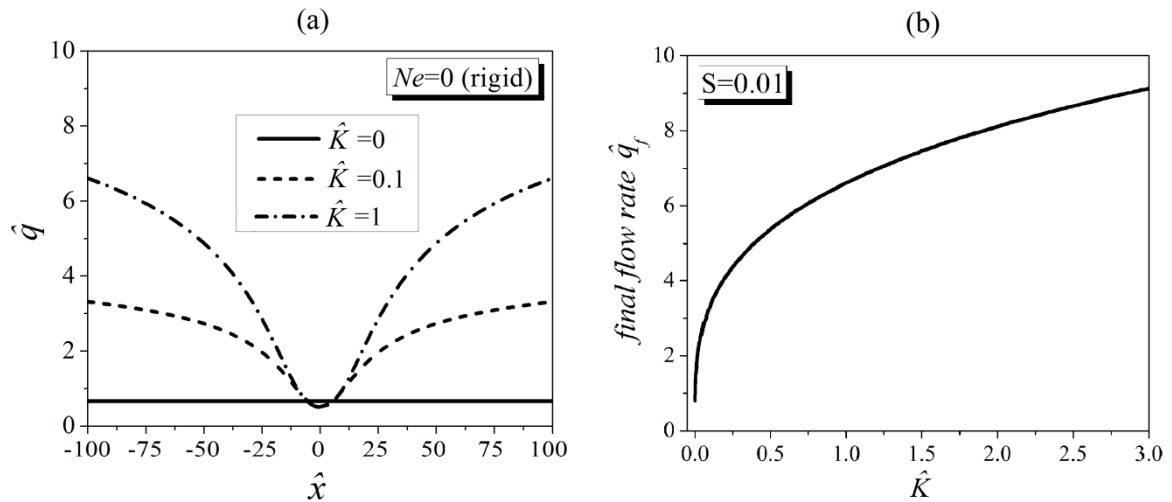 (a)
10
8
6
4
2
0
q̂
Ne=0 (rigid)
K̂ =0
K̂ =0.1
K̂ =1
-100 -75 -50 -25 0 25 50 75 100
x̂
(b)
10
8
6
4
2
0
final flow rate q̂_f
S=0.01
0.0 0.5 1.0 1.5 2.0 2.5 3.0
K̂